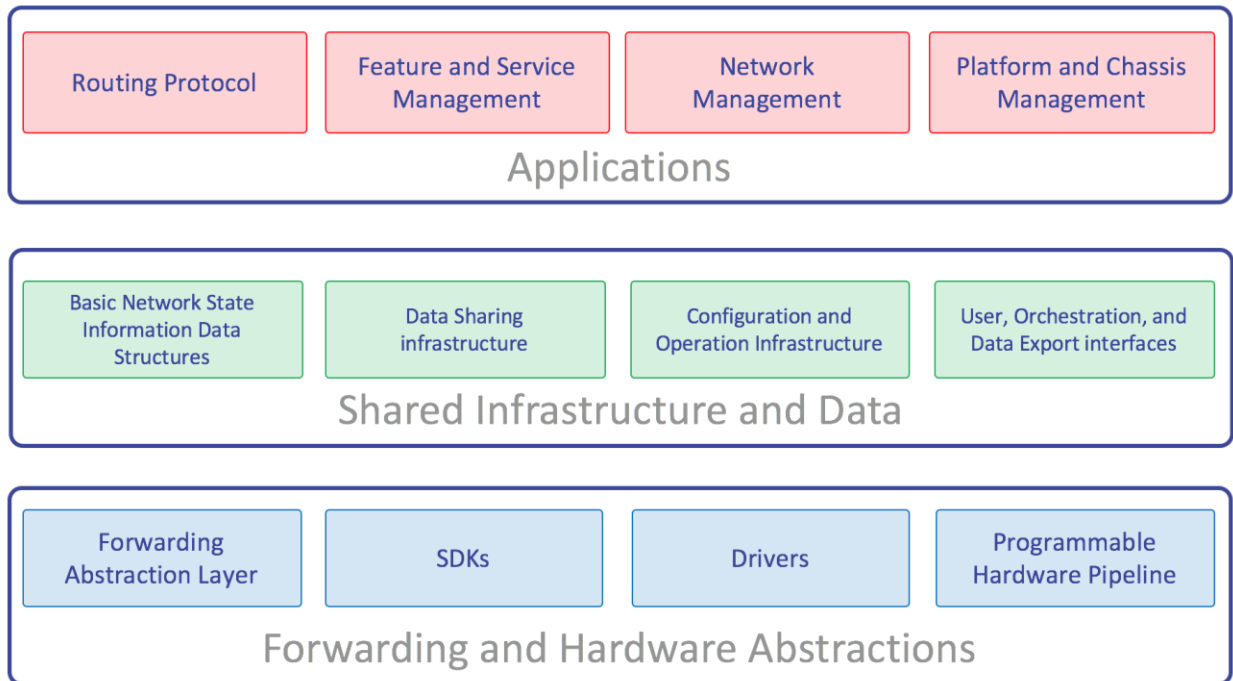 Routing Protocol
Feature and Service
Management
Network
Management
Platform and Chassis
Management
Applications
Basic Network State
Information Data
Structures
Data Sharing
infrastructure
Configuration and
Operation Infrastructure
User, Orchestration, and
Data Export interfaces
Shared Infrastructure and Data
Forwarding
Abstraction Layer
SDKs
Drivers
Programmable
Hardware Pipeline
Forwarding and Hardware Abstractions